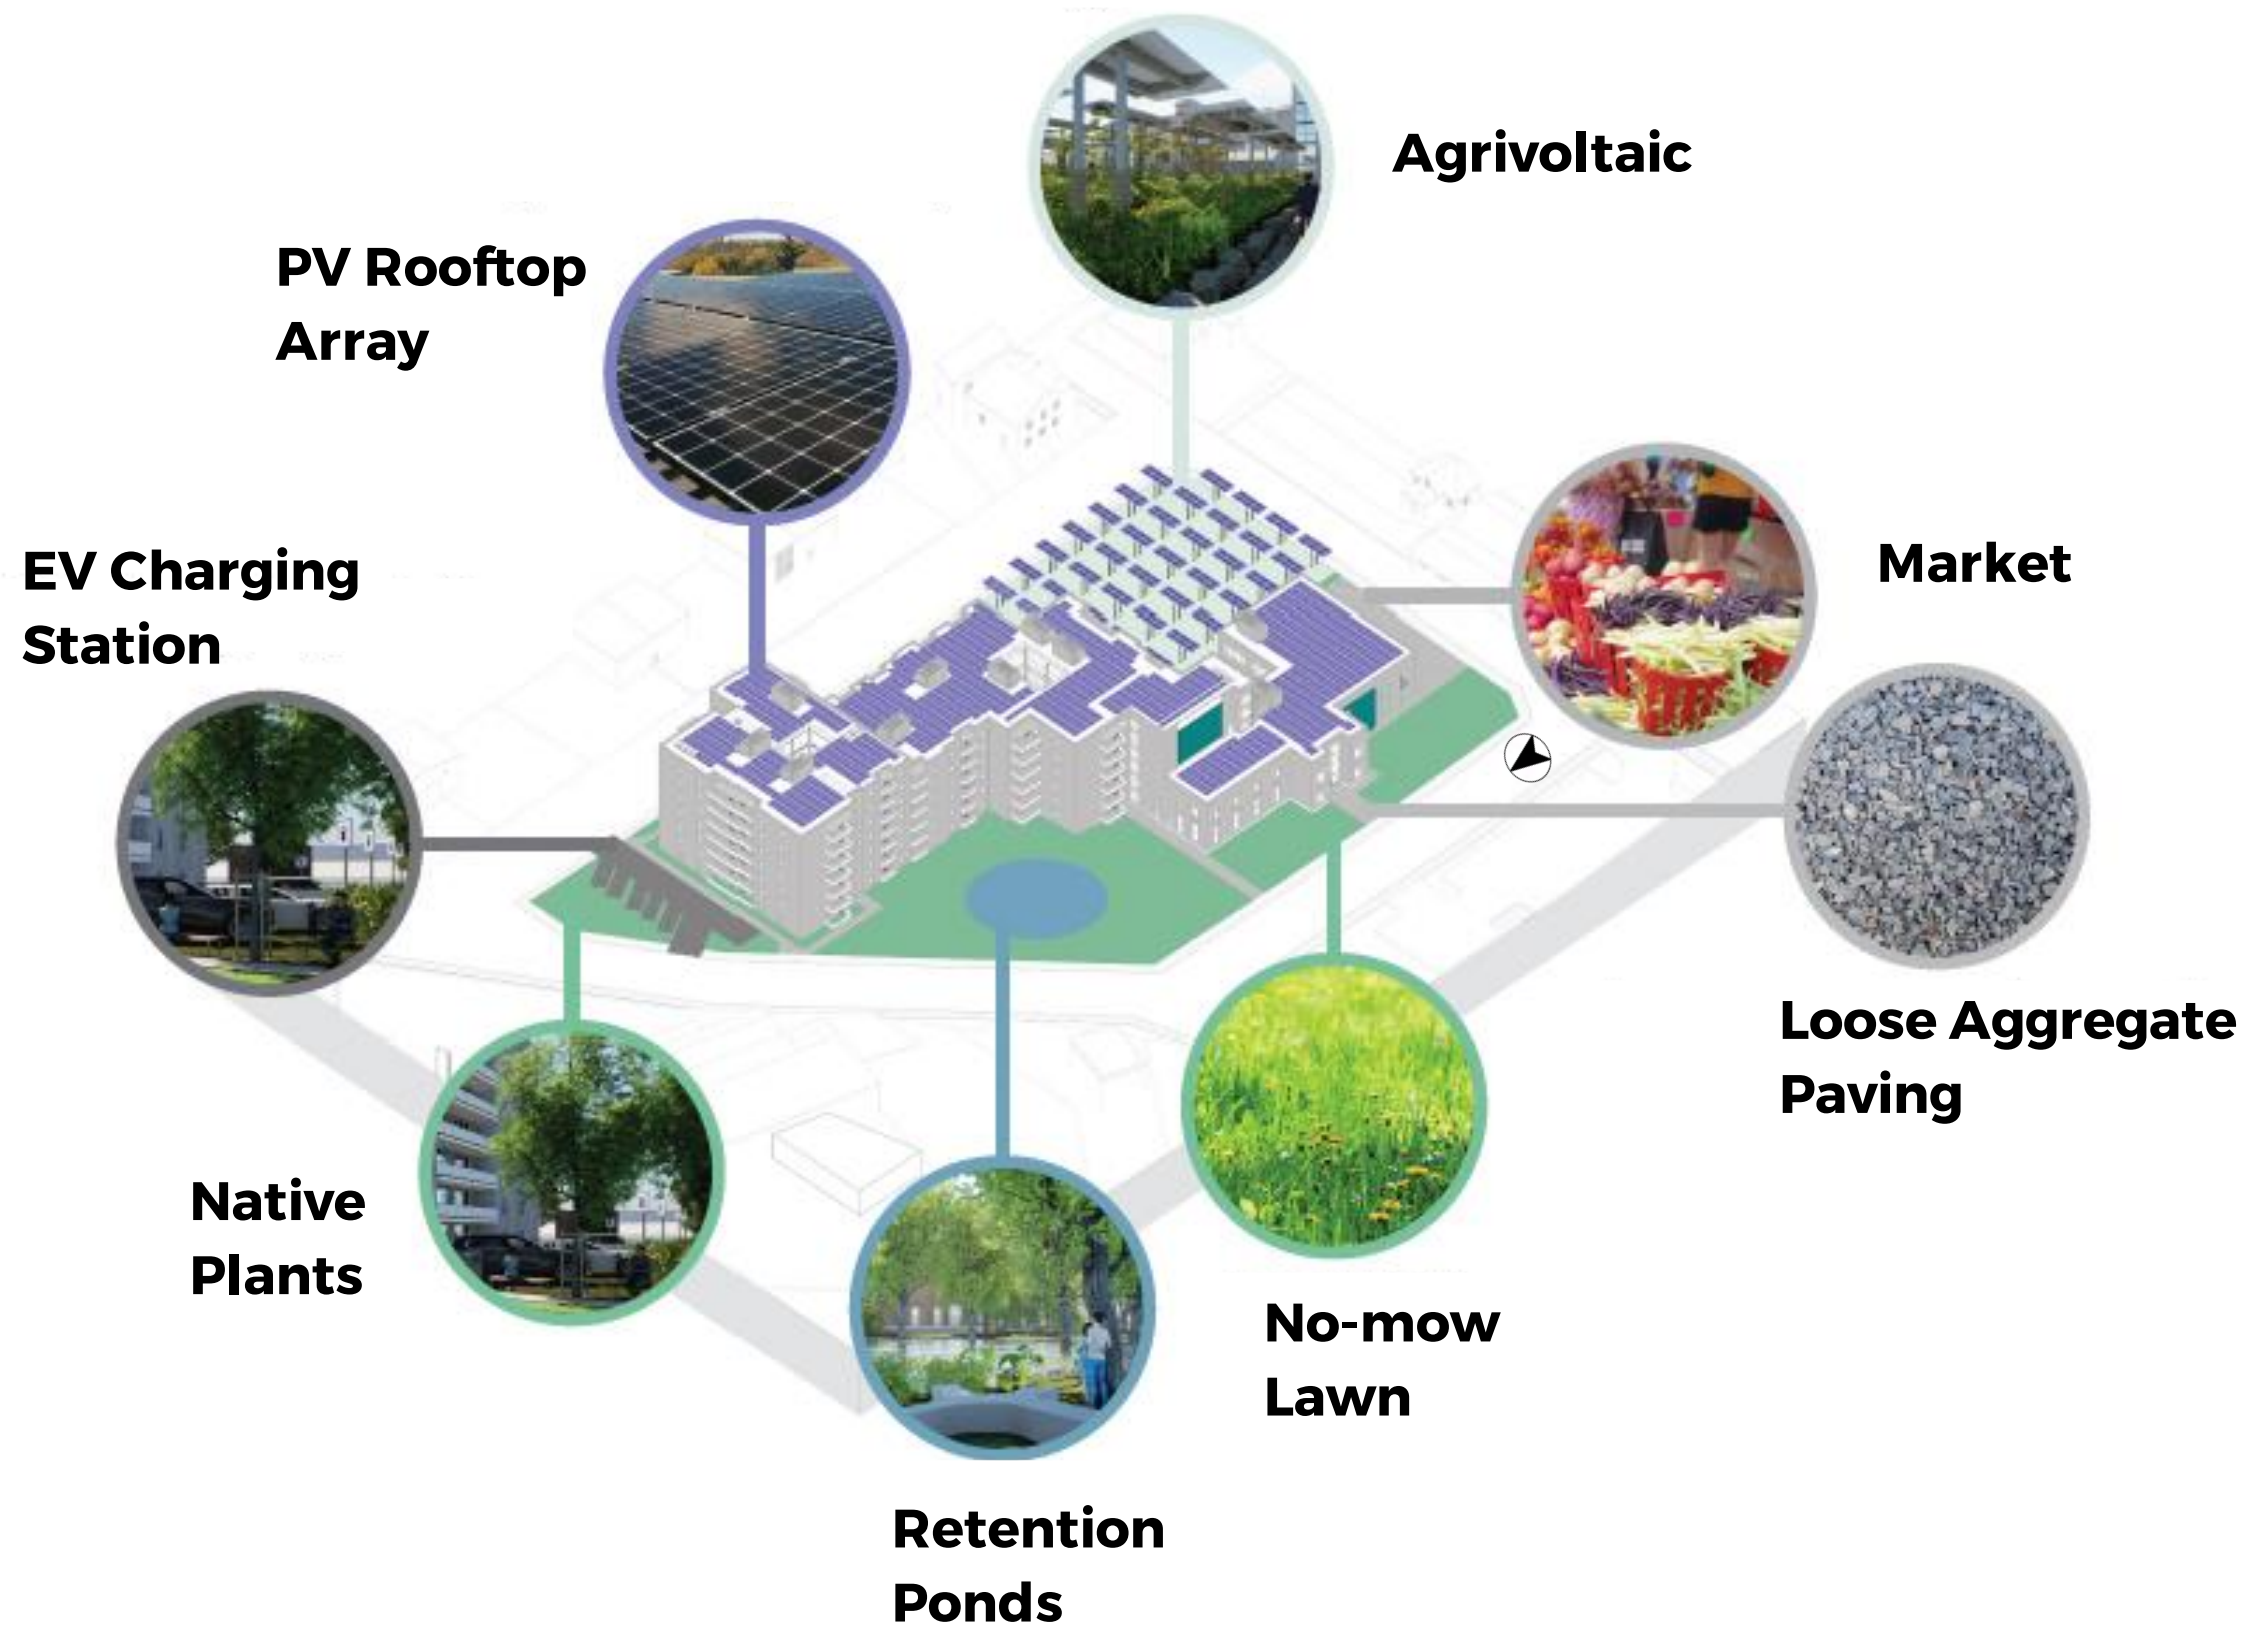 Agrivoltaic
PV Rooftop
Array
EV Charging
Station
Market
Loose Aggregate
Paving
Native
Plants
No-mow
Lawn
Retention
Ponds